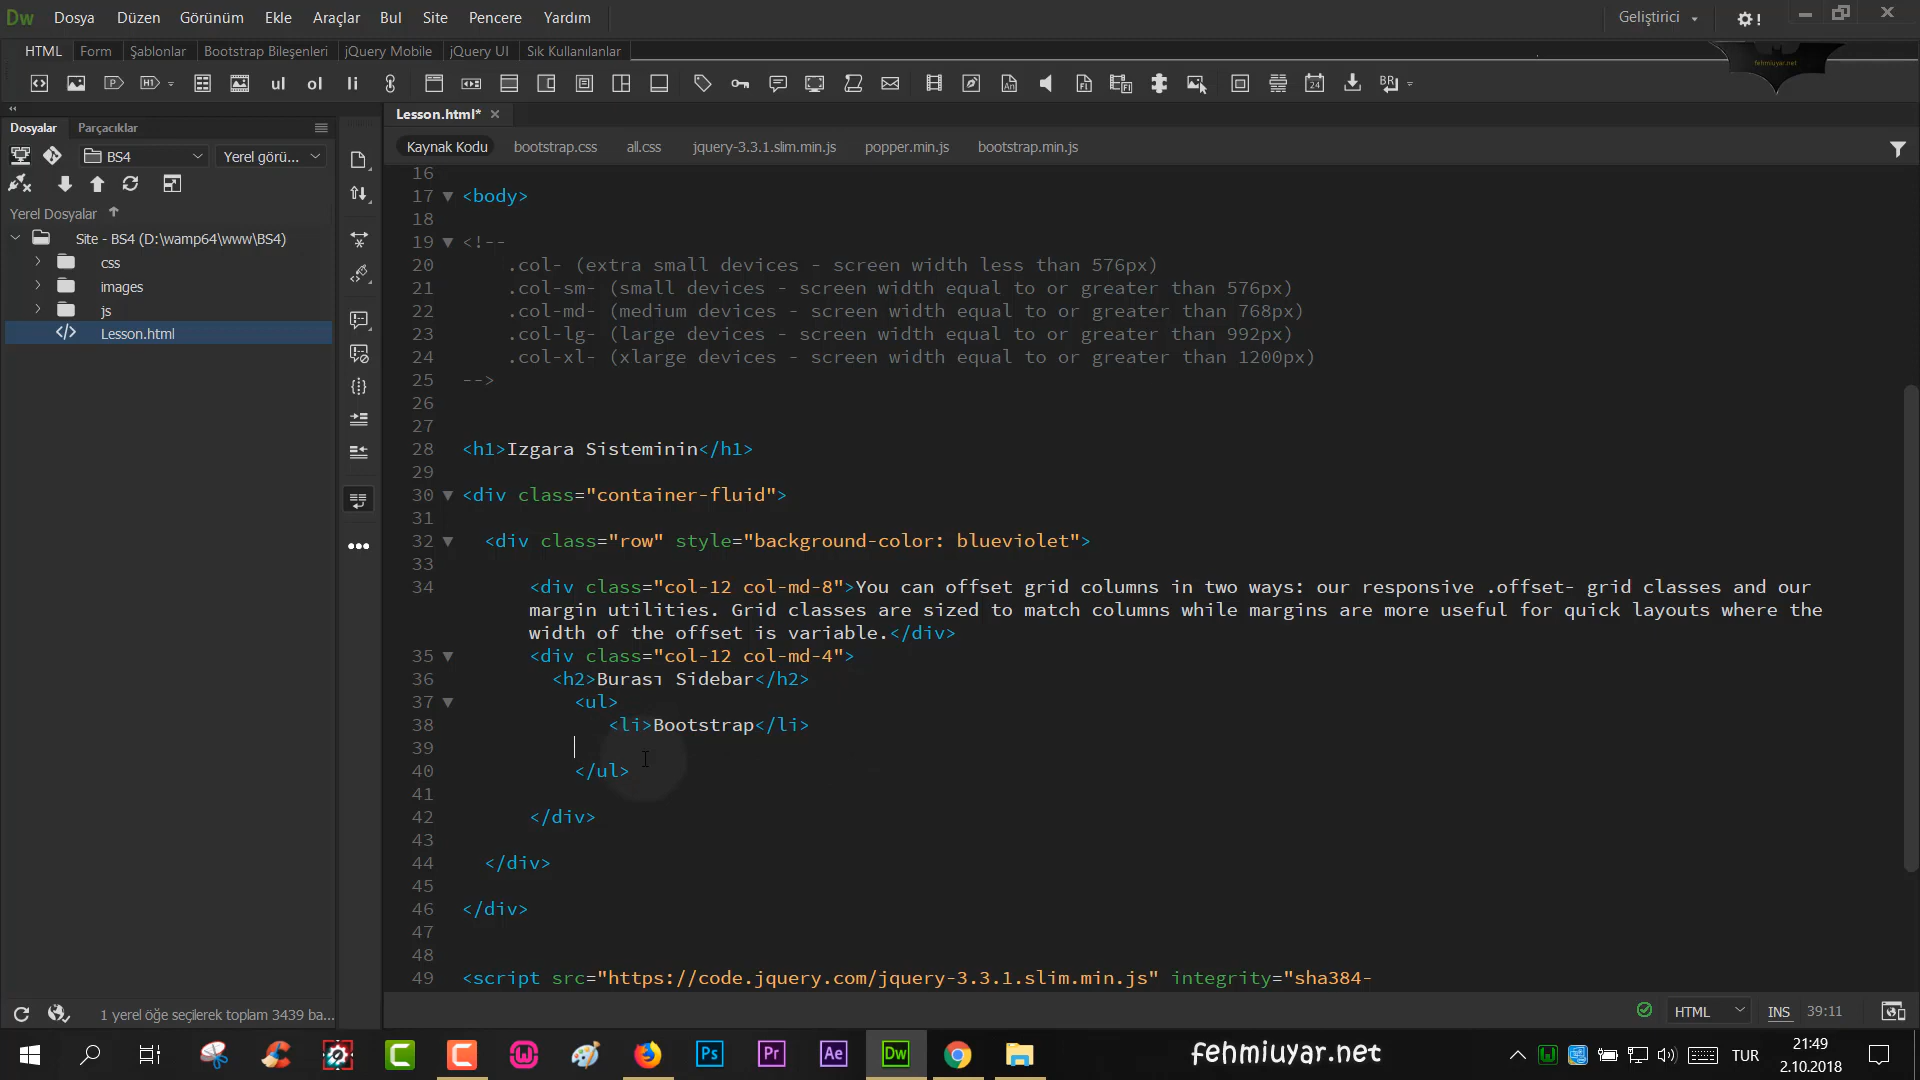 Dw Dosya Düzen Görünüm Ekle Araçlar Bul Site Pencere Yardım Geliştirici
HTML Form Şablonlar Bootstrap Bileşenleri jQuery Mobile jQuery UI Sık Kullanılanlar
fehmiuyar.net
ul ol li
Lesson.html*
Dosyalar Parçacıklar
Kaynak Kodu bootstrap.css all.css jquery-3.3.1.slim.min.js popper.min.js bootstrap.min.js
BS4 Yerel görü...
Yerel Dosyalar
Site - BS4 (D:\wamp64\www\BS4)
css
images
js
Lesson.html
16
17 <body>
18
19 <!--
20 .col- (extra small devices - screen width less than 576px)
21 .col-sm- (small devices - screen width equal to or greater than 576px)
22 .col-md- (medium devices - screen width equal to or greater than 768px)
23 .col-lg- (large devices - screen width equal to or greater than 992px)
24 .col-xl- (xlarge devices - screen width equal to or greater than 1200px)
25 -->
26
27
28 <h1>Izgara Sisteminin</h1>
29
30 <div class="container-fluid">
31
32 <div class="row" style="background-color: blueviolet">
33
34 <div class="col-12 col-md-8">You can offset grid columns in two ways: our responsive .offset- grid classes and our
margin utilities. Grid classes are sized to match columns while margins are more useful for quick layouts where the
width of the offset is variable.</div>
35 <div class="col-12 col-md-4">
36 <h2>Burası Sidebar</h2>
37 <ul>
38 <li>Bootstrap</li>
39
40 </ul>
41
42 </div>
43
44 </div>
45
46 </div>
47
48
49 <script src="https://code.jquery.com/jquery-3.3.1.slim.min.js" integrity="sha384-
1 yerel öğe seçilerek toplam 3439 ba...
HTML INS 39:11
Ps Pr Ae Dw
fehmiuyar.net
TUR
21:49
2.10.2018